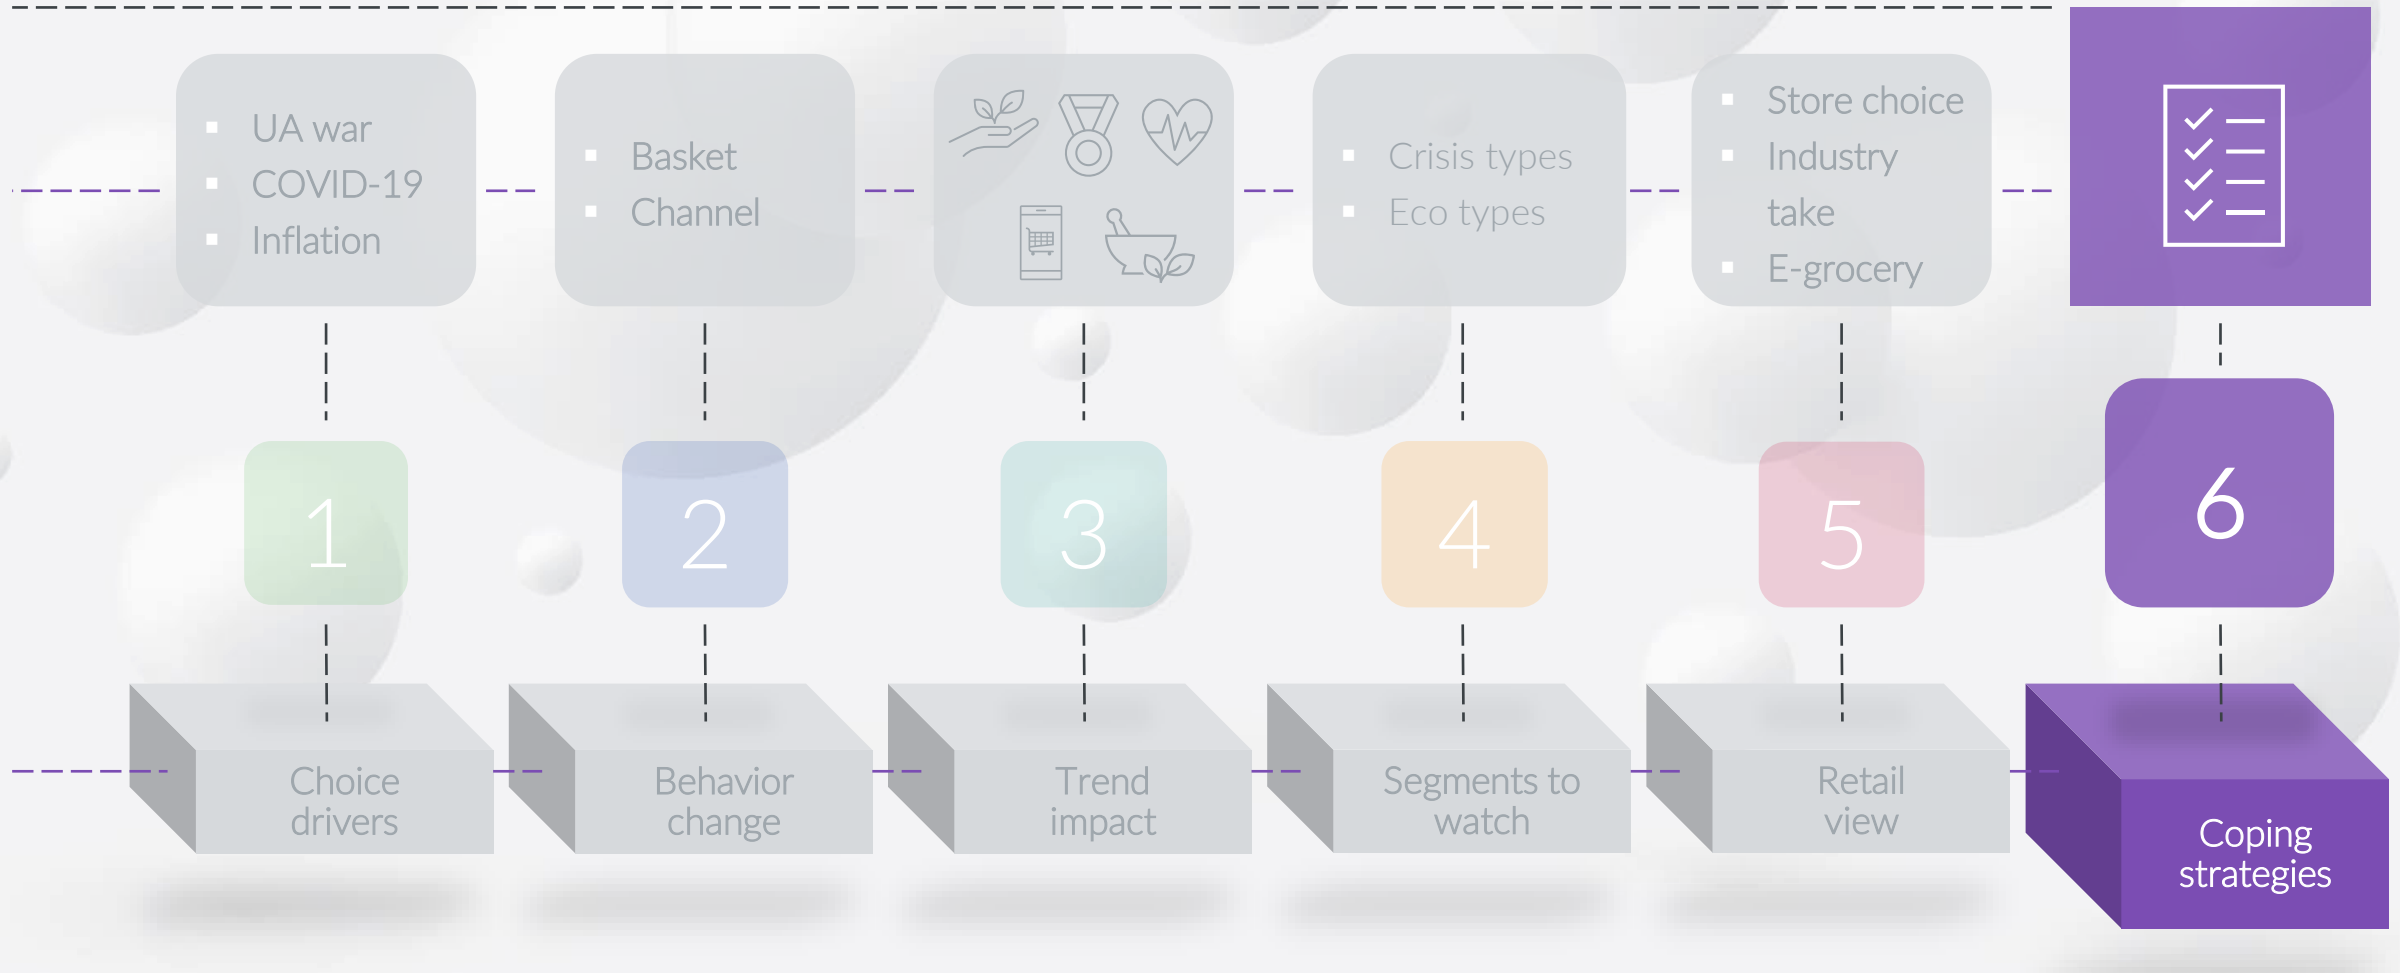 UA war
COVID-19
Inflation
Basket
Channel
Crisis types
Eco types
Store choice
Industry
take
E-grocery
1
2
3
4
5
6
Choice
drivers
Behavior
change
Trend
impact
Segments to
watch
Retail
view
Coping
strategies